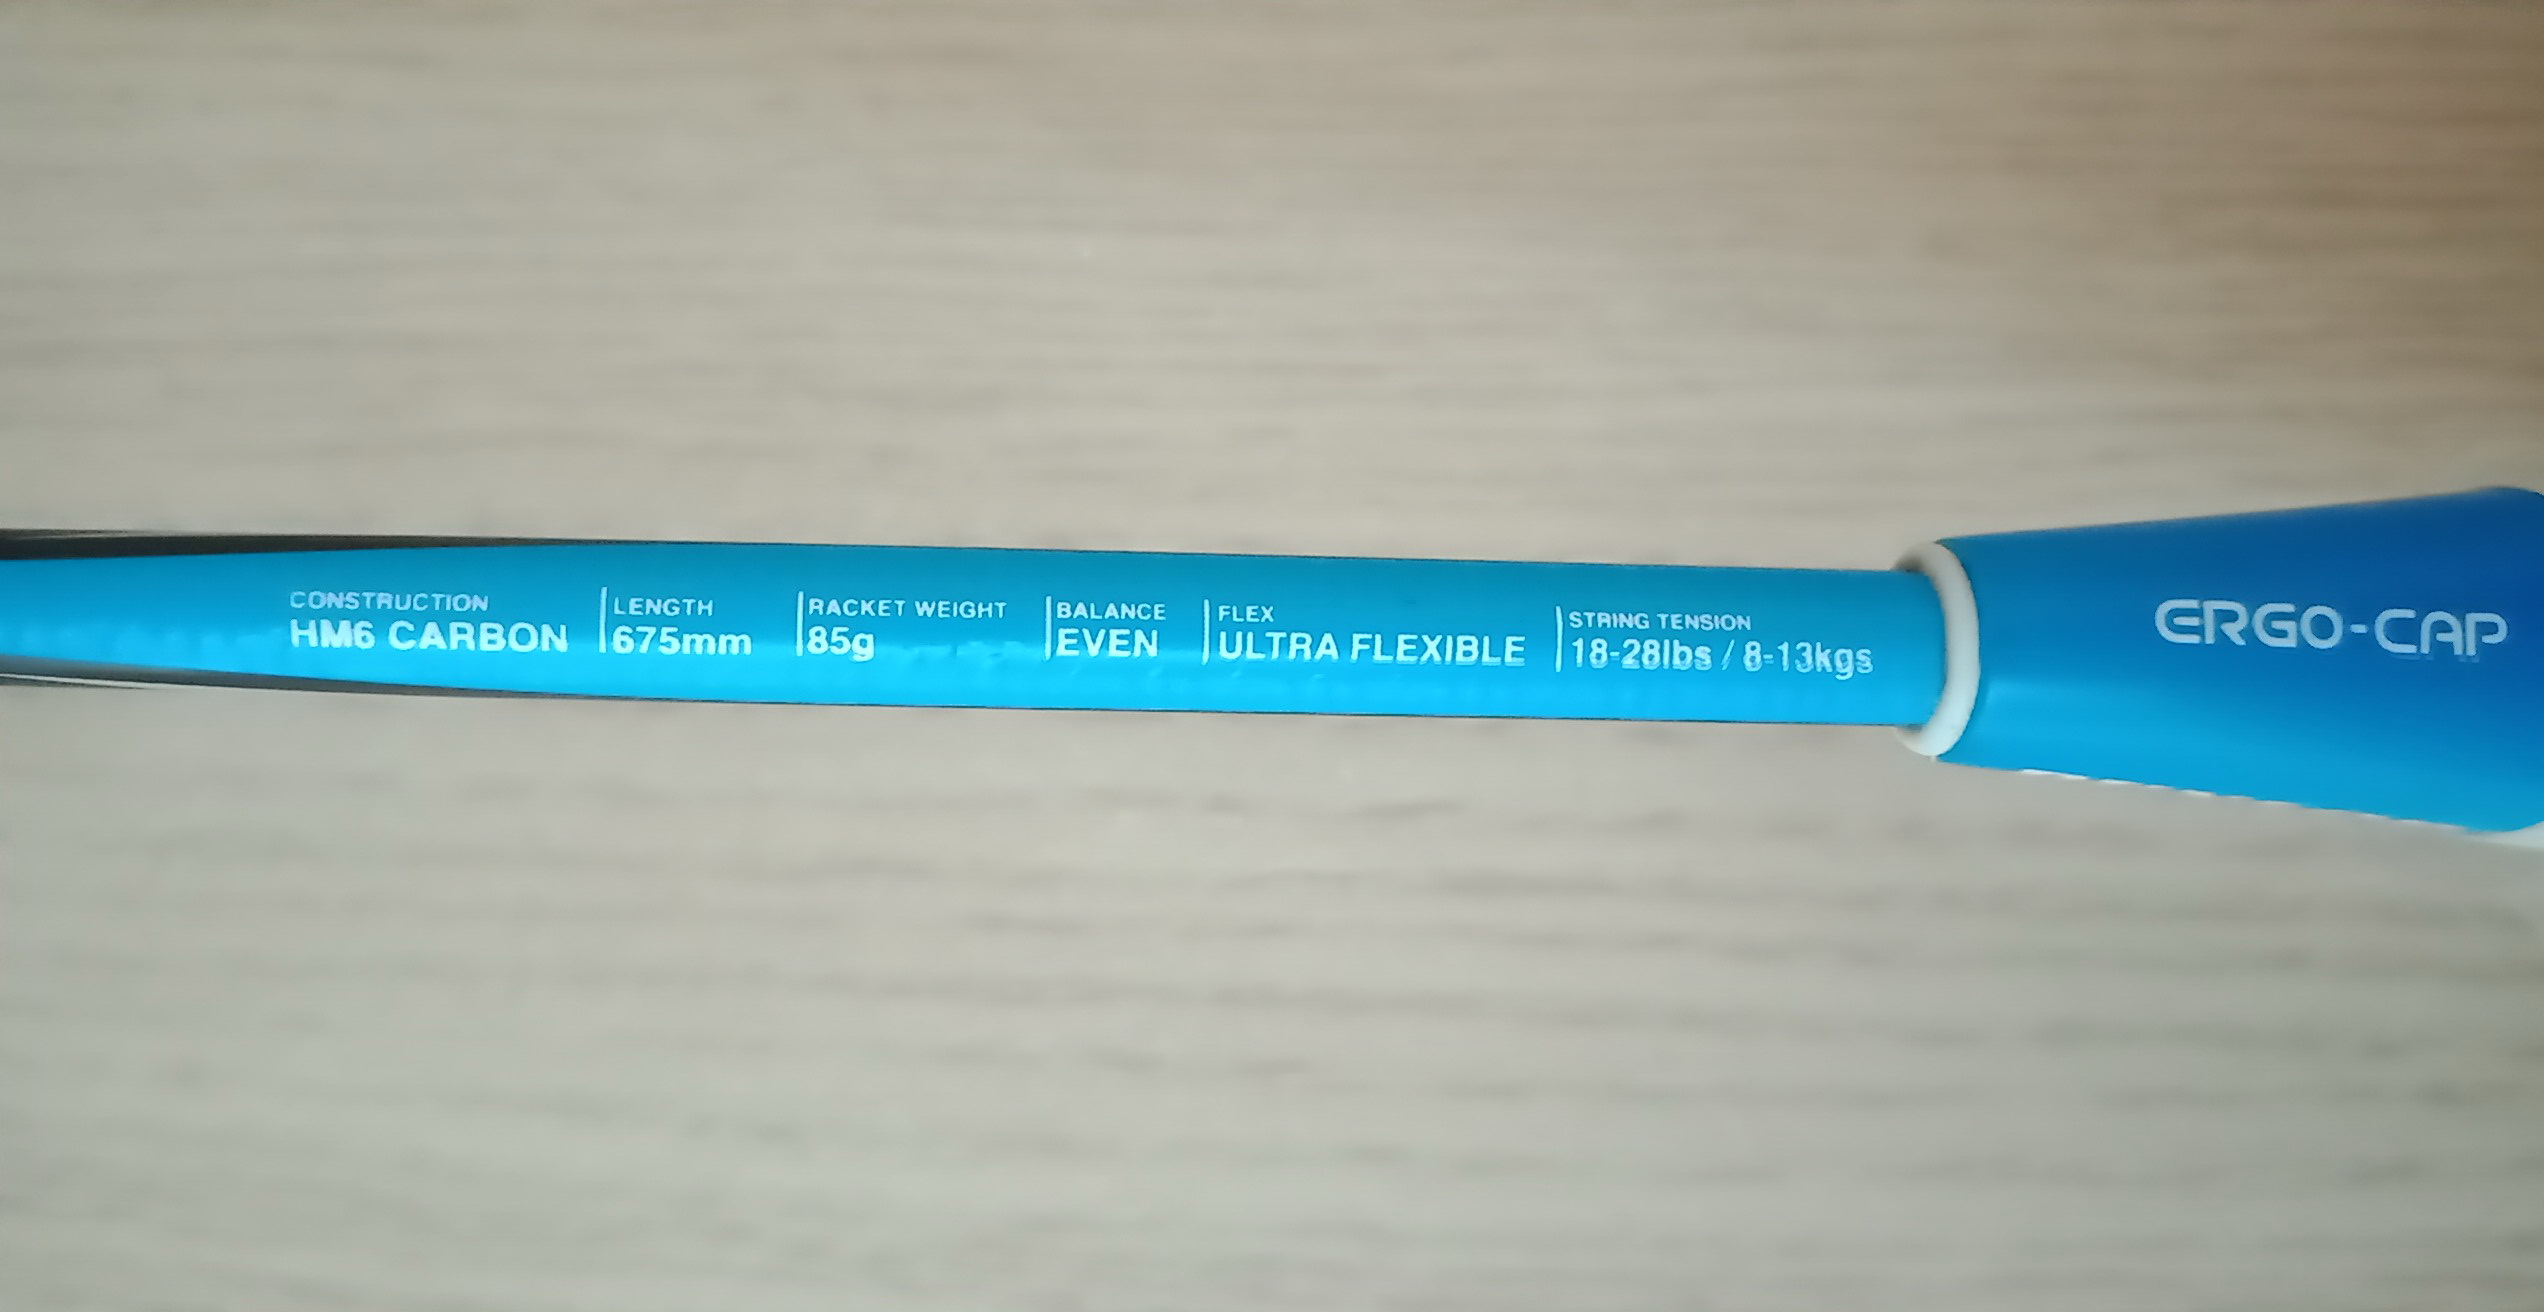 CONSTRUCTION
HM6 CARBON
LENGTH
675mm
RACKET WEIGHT
85g
BALANCE
EVEN
FLEX
ULTRA FLEXIBLE
STRING TENSION
18-28lbs / 8-13kgs
ERGO-CAP